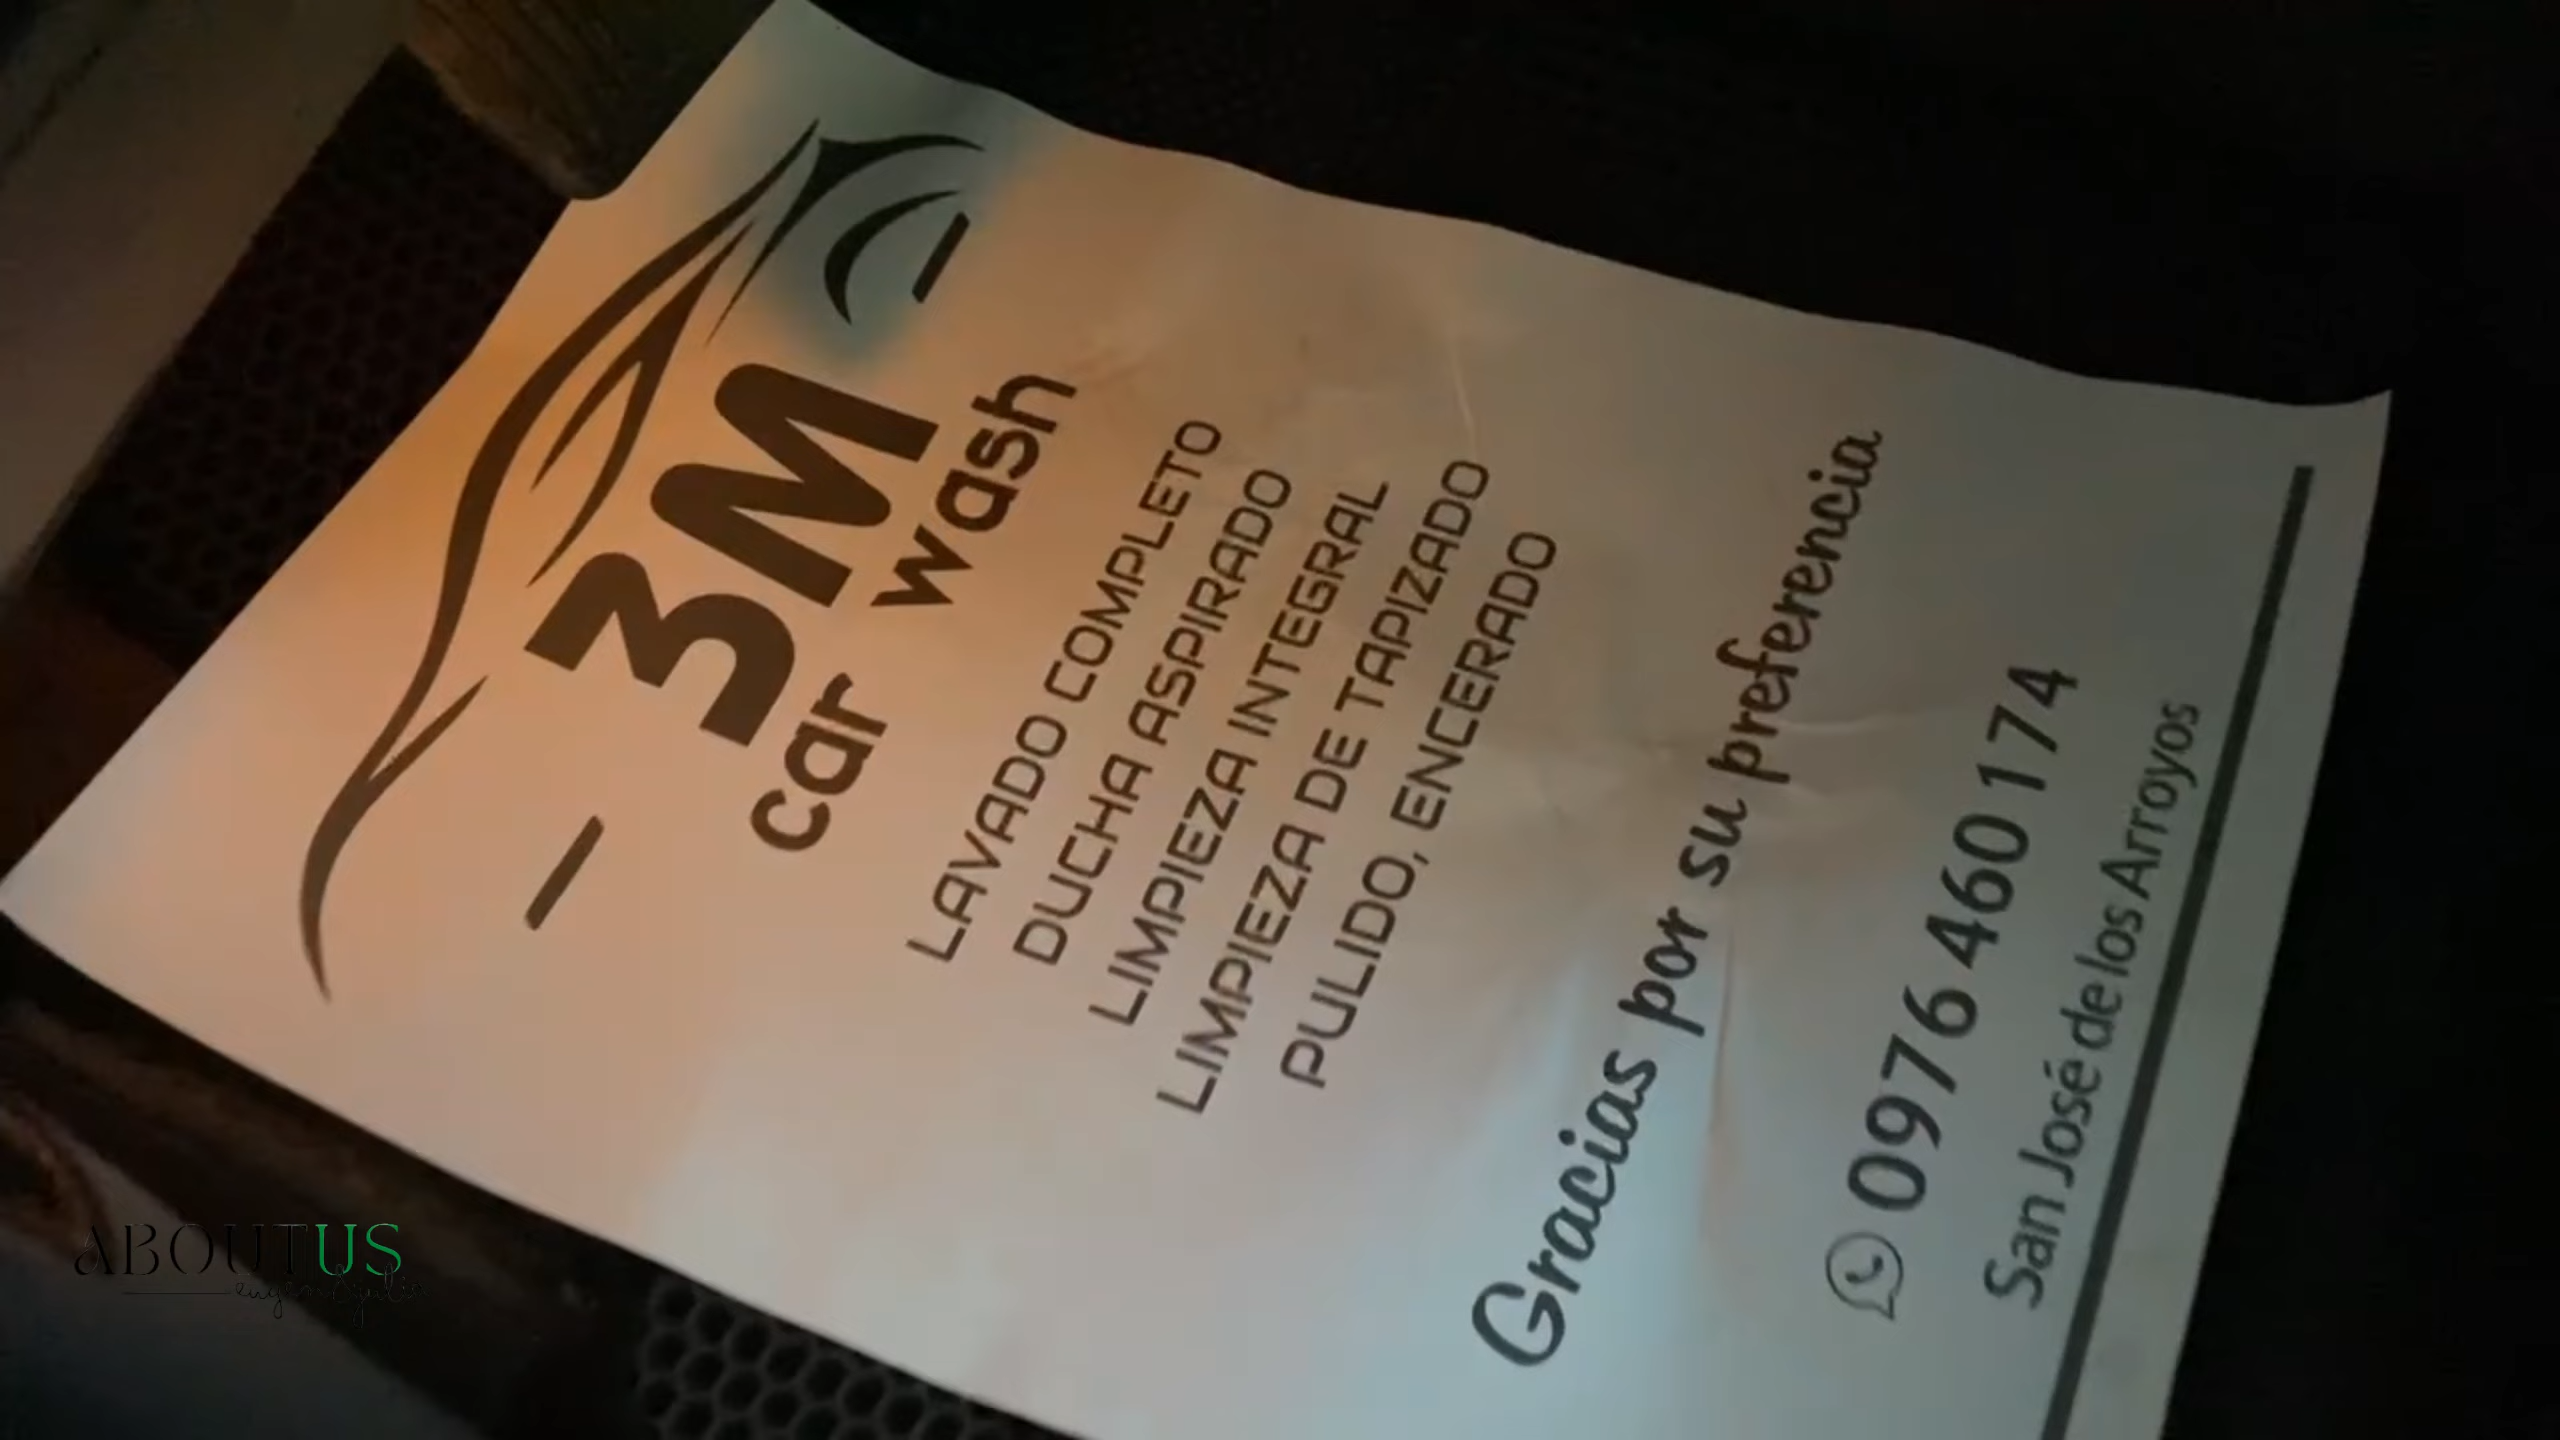 3M
car wash
LAVADO COMPLETO
DUCHA ASPIRADO
LIMPIEZA INTEGRAL
LIMPIEZA DE TAPIZADO
PULIDO, ENCERADO
Gracias por su preferencia
0976 460 174
San José de los Arroyos
ABOUTUS